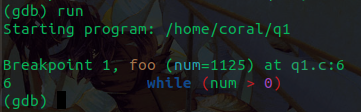 (gdb) run
Starting program: /home/coral/q1

Breakpoint 1, foo (num=1125) at q1.c:6
6               while (num > 0)
(gdb)